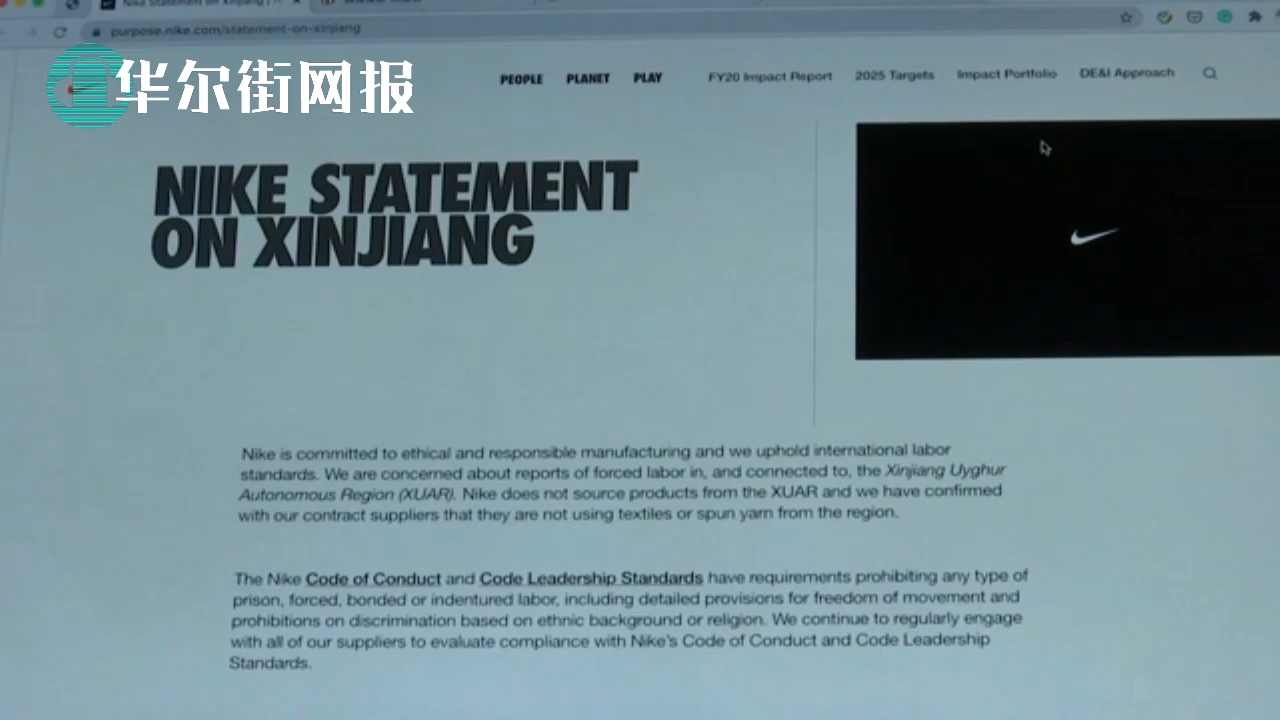 purpose.nike.com/statement-on-xinjiang
华尔街网报
PEOPLE PLANET PLAY FY20 Impact Report 2025 Targets Impact Portfolio DE&I Approach
NIKE STATEMENT
ON XINJIANG
Nike is committed to ethical and responsible manufacturing and we uphold international labor
standards. We are concerned about reports of forced labor in, and connected to, the Xinjiang Uyghur
Autonomous Region (XUAR). Nike does not source products from the XUAR and we have confirmed
with our contract suppliers that they are not using textiles or spun yarn from the region.
The Nike Code of Conduct and Code Leadership Standards have requirements prohibiting any type of
prison, forced, bonded or indentured labor, including detailed provisions for freedom of movement and
prohibitions on discrimination based on ethnic background or religion. We continue to regularly engage
with all of our suppliers to evaluate compliance with Nike's Code of Conduct and Code Leadership
Standards.